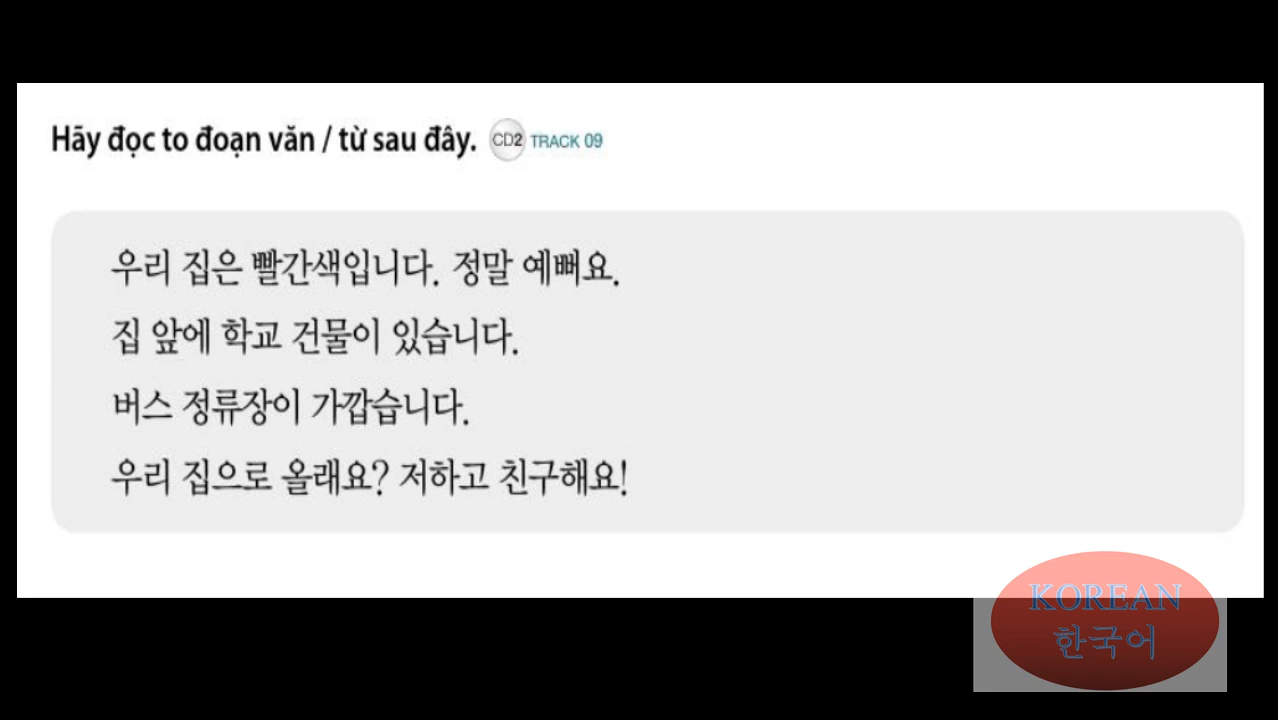 Hãy đọc to đoạn văn / từ sau đây. CD2 TRACK 09
우리 집은 빨간색입니다. 정말 예뻐요.
집 앞에 학교 건물이 있습니다.
버스 정류장이 가깝습니다.
우리 집으로 올래요? 저하고 친구해요!
KOREAN
한국어